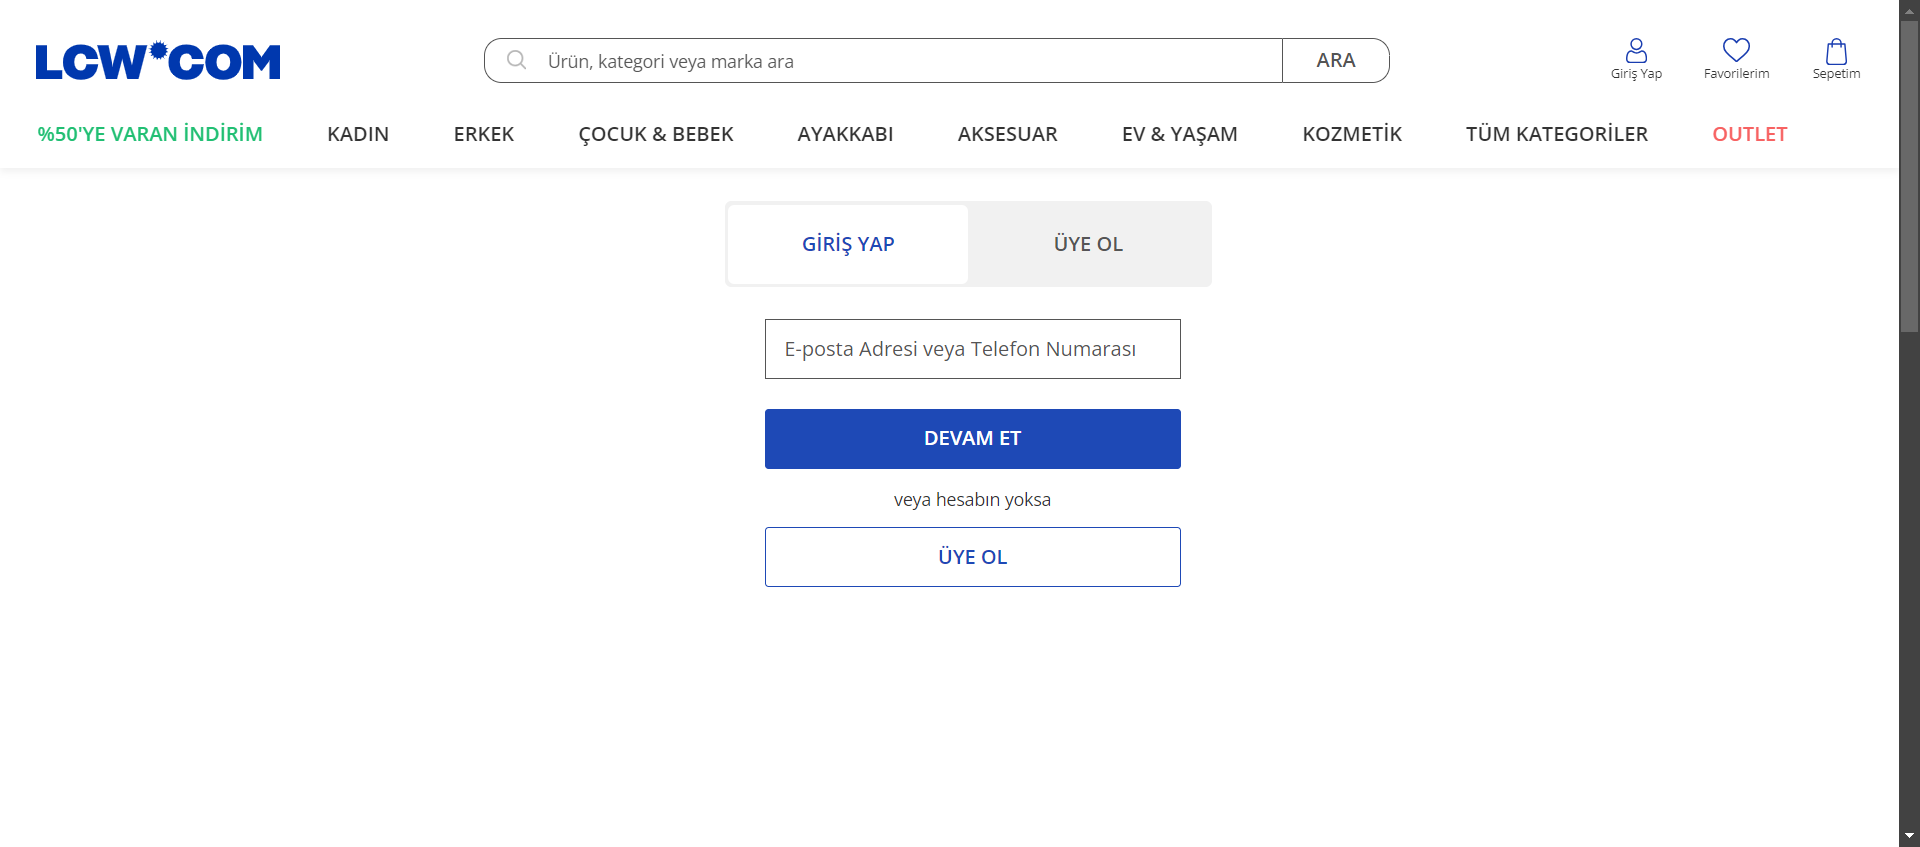 LCW COM
Ürün, kategori veya marka ara
ARA
Giriş Yap
Favorilerim
Sepetim
%50'YE VARAN İNDİRİM
KADIN
ERKEK
ÇOCUK & BEBEK
AYAKKABI
AKSESUAR
EV & YAŞAM
KOZMETİK
TÜM KATEGORİLER
OUTLET
GİRİŞ YAP
ÜYE OL
E-posta Adresi veya Telefon Numarası
DEVAM ET
veya hesabın yoksa
ÜYE OL